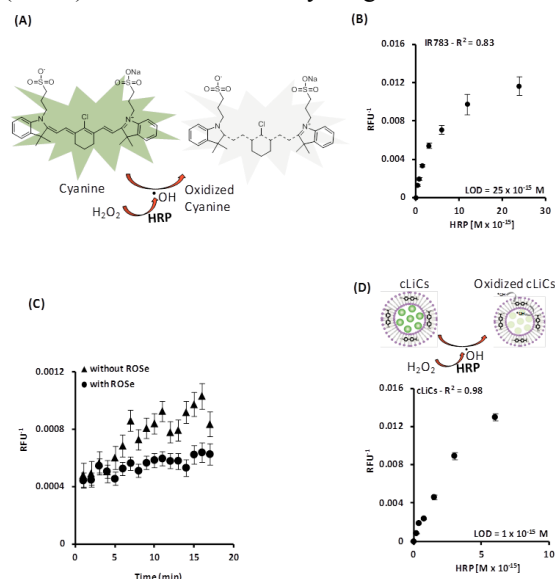 (A)
O⁻ ONa O⁻ ONa
O=S=O O=S=O O=S=O O=S=O
Cl Cl
N⁺ N N N
Cyanine
Oxidized
Cyanine
•OH
H₂O₂ HRP
(B)
IR783 - R² = 0.83
RFU⁻¹
0.016
0.012
0.008
0.004
0
LOD = 25 x 10⁻¹⁵ M
0 10 20 30
HRP [M x 10⁻¹⁵]
(C)
▲ without ROSe
● with ROSe
RFU⁻¹
0.0012
0.0008
0.0004
0
0 5 10 15 20
Time (min)
(D)
cLiCs
Oxidized cLiCs
•OH
H₂O₂ HRP
cLiCs - R² = 0.98
RFU⁻¹
0.016
0.012
0.008
0.004
0
LOD = 1 x 10⁻¹⁵ M
0 5 10
HRP [M x 10⁻¹⁵]